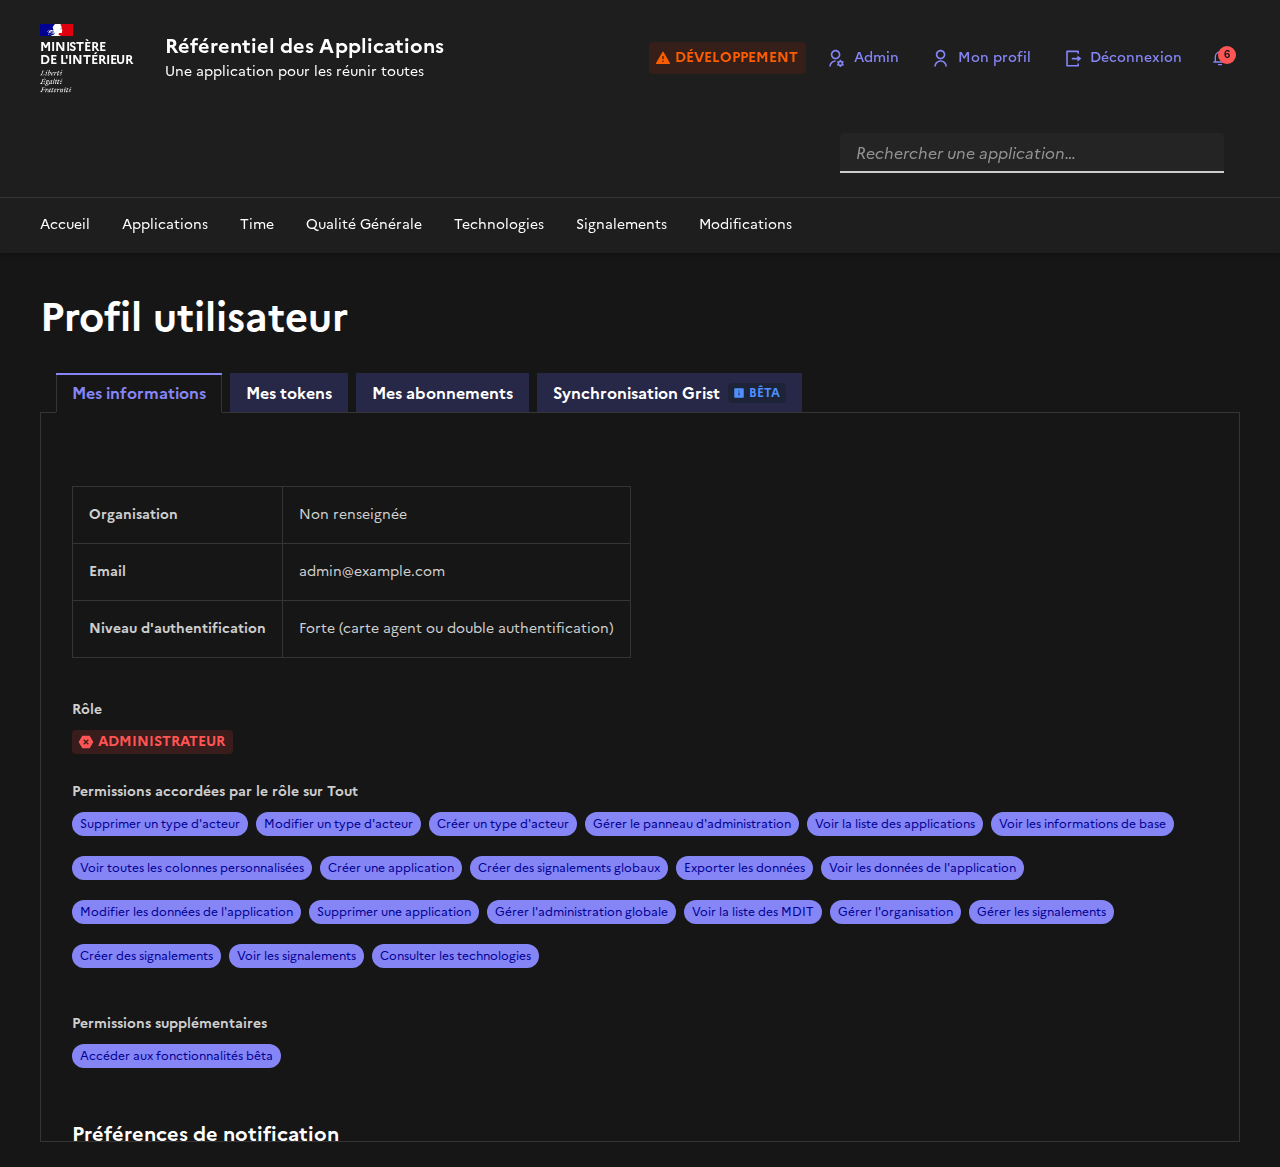 MINISTÈRE
DE L'INTÉRIEUR
Liberté
Égalité
Fraternité
Référentiel des Applications
Une application pour les réunir toutes
DÉVELOPPEMENT
Admin
Mon profil
Déconnexion
6
Rechercher une application...
Accueil
Applications
Time
Qualité Générale
Technologies
Signalements
Modifications
Profil utilisateur
Mes informations
Mes tokens
Mes abonnements
Synchronisation Grist
BÊTA
Organisation
Non renseignée
Email
admin@example.com
Niveau d'authentification
Forte (carte agent ou double authentification)
Rôle
ADMINISTRATEUR
Permissions accordées par le rôle sur Tout
Supprimer un type d'acteur
Modifier un type d'acteur
Créer un type d'acteur
Gérer le panneau d'administration
Voir la liste des applications
Voir les informations de base
Voir toutes les colonnes personnalisées
Créer une application
Créer des signalements globaux
Exporter les données
Voir les données de l'application
Modifier les données de l'application
Supprimer une application
Gérer l'administration globale
Voir la liste des MDIT
Gérer l'organisation
Gérer les signalements
Créer des signalements
Voir les signalements
Consulter les technologies
Permissions supplémentaires
Accéder aux fonctionnalités bêta
Préférences de notification